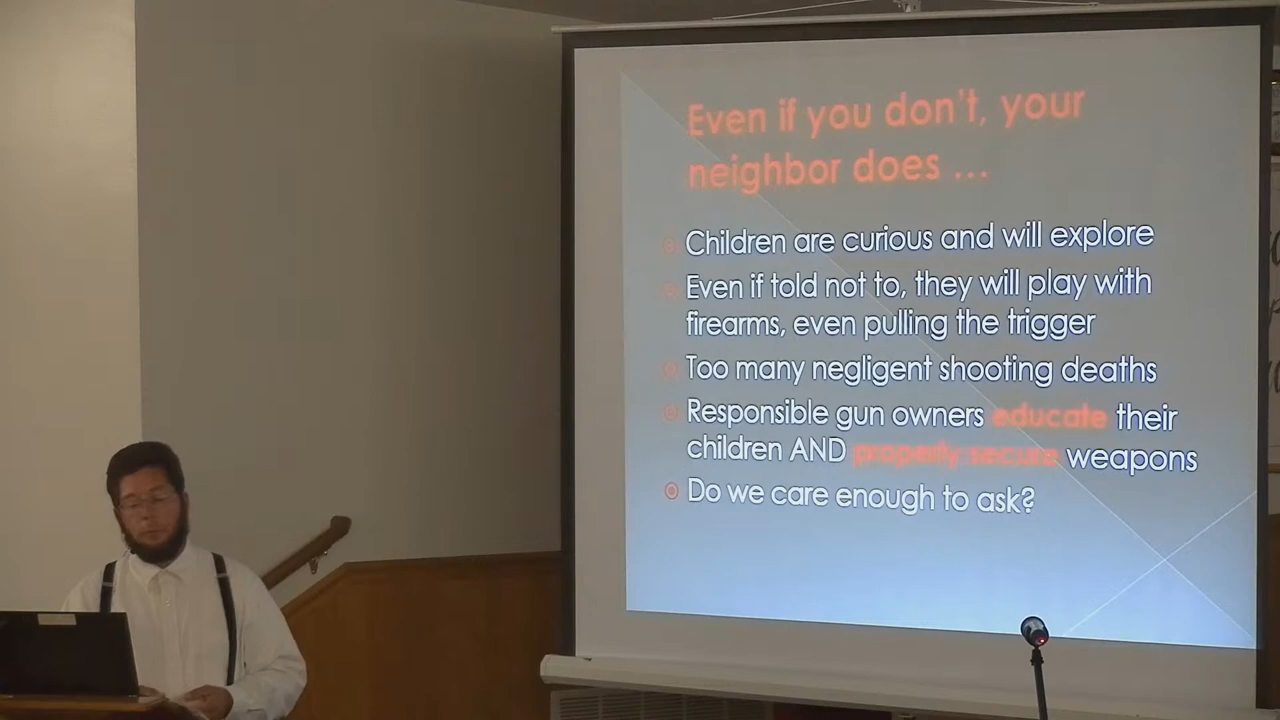 Even if you don't, your
neighbor does ...
Children are curious and will explore
Even if told not to, they will play with
firearms, even pulling the trigger
Too many negligent shooting deaths
Responsible gun owners educate their
children AND properly secure weapons
Do we care enough to ask?